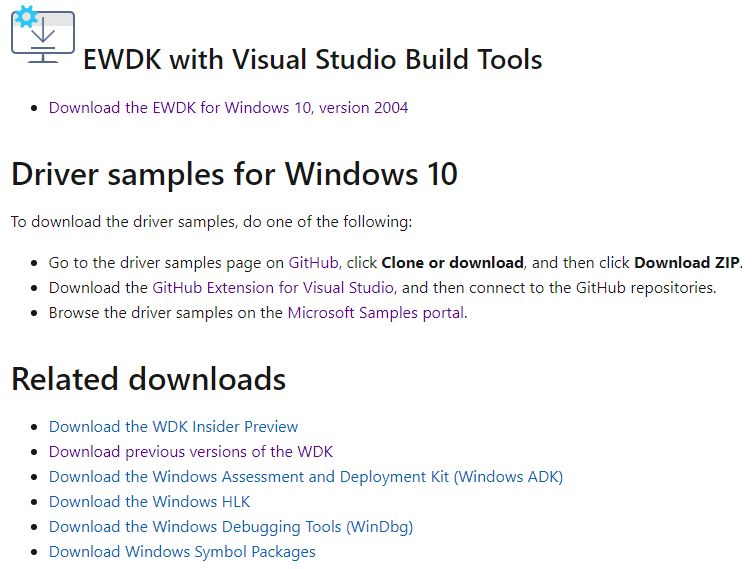 EWDK with Visual Studio Build Tools
Download the EWDK for Windows 10, version 2004
Driver samples for Windows 10
To download the driver samples, do one of the following:
Go to the driver samples page on GitHub, click Clone or download, and then click Download ZIP.
Download the GitHub Extension for Visual Studio, and then connect to the GitHub repositories.
Browse the driver samples on the Microsoft Samples portal.
Related downloads
Download the WDK Insider Preview
Download previous versions of the WDK
Download the Windows Assessment and Deployment Kit (Windows ADK)
Download the Windows HLK
Download the Windows Debugging Tools (WinDbg)
Download Windows Symbol Packages